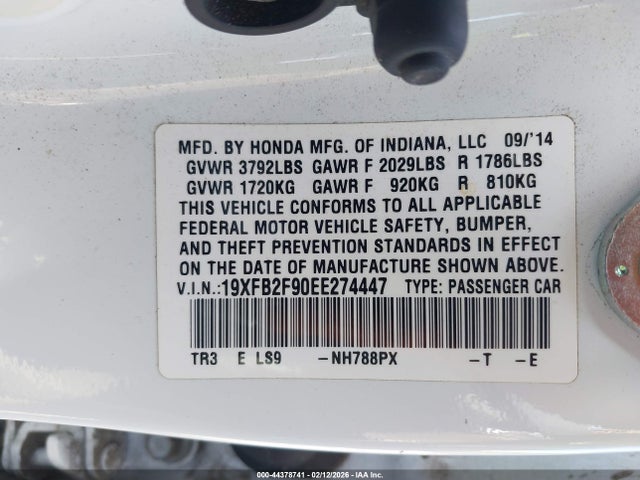 MFD. BY HONDA MFG. OF INDIANA, LLC 09/'14
GVWR 3792LBS GAWR F 2029LBS R 1786LBS
GVWR 1720KG GAWR F 920KG R 810KG
THIS VEHICLE CONFORMS TO ALL APPLICABLE
FEDERAL MOTOR VEHICLE SAFETY, BUMPER,
AND THEFT PREVENTION STANDARDS IN EFFECT
ON THE DATE OF MANUFACTURE SHOWN ABOVE.
V.I.N.: 19XFB2F90EE274447 TYPE: PASSENGER CAR
TR3 E LS9 -NH788PX -T -E
000-44378741 - 02/12/2026 - IAA Inc.